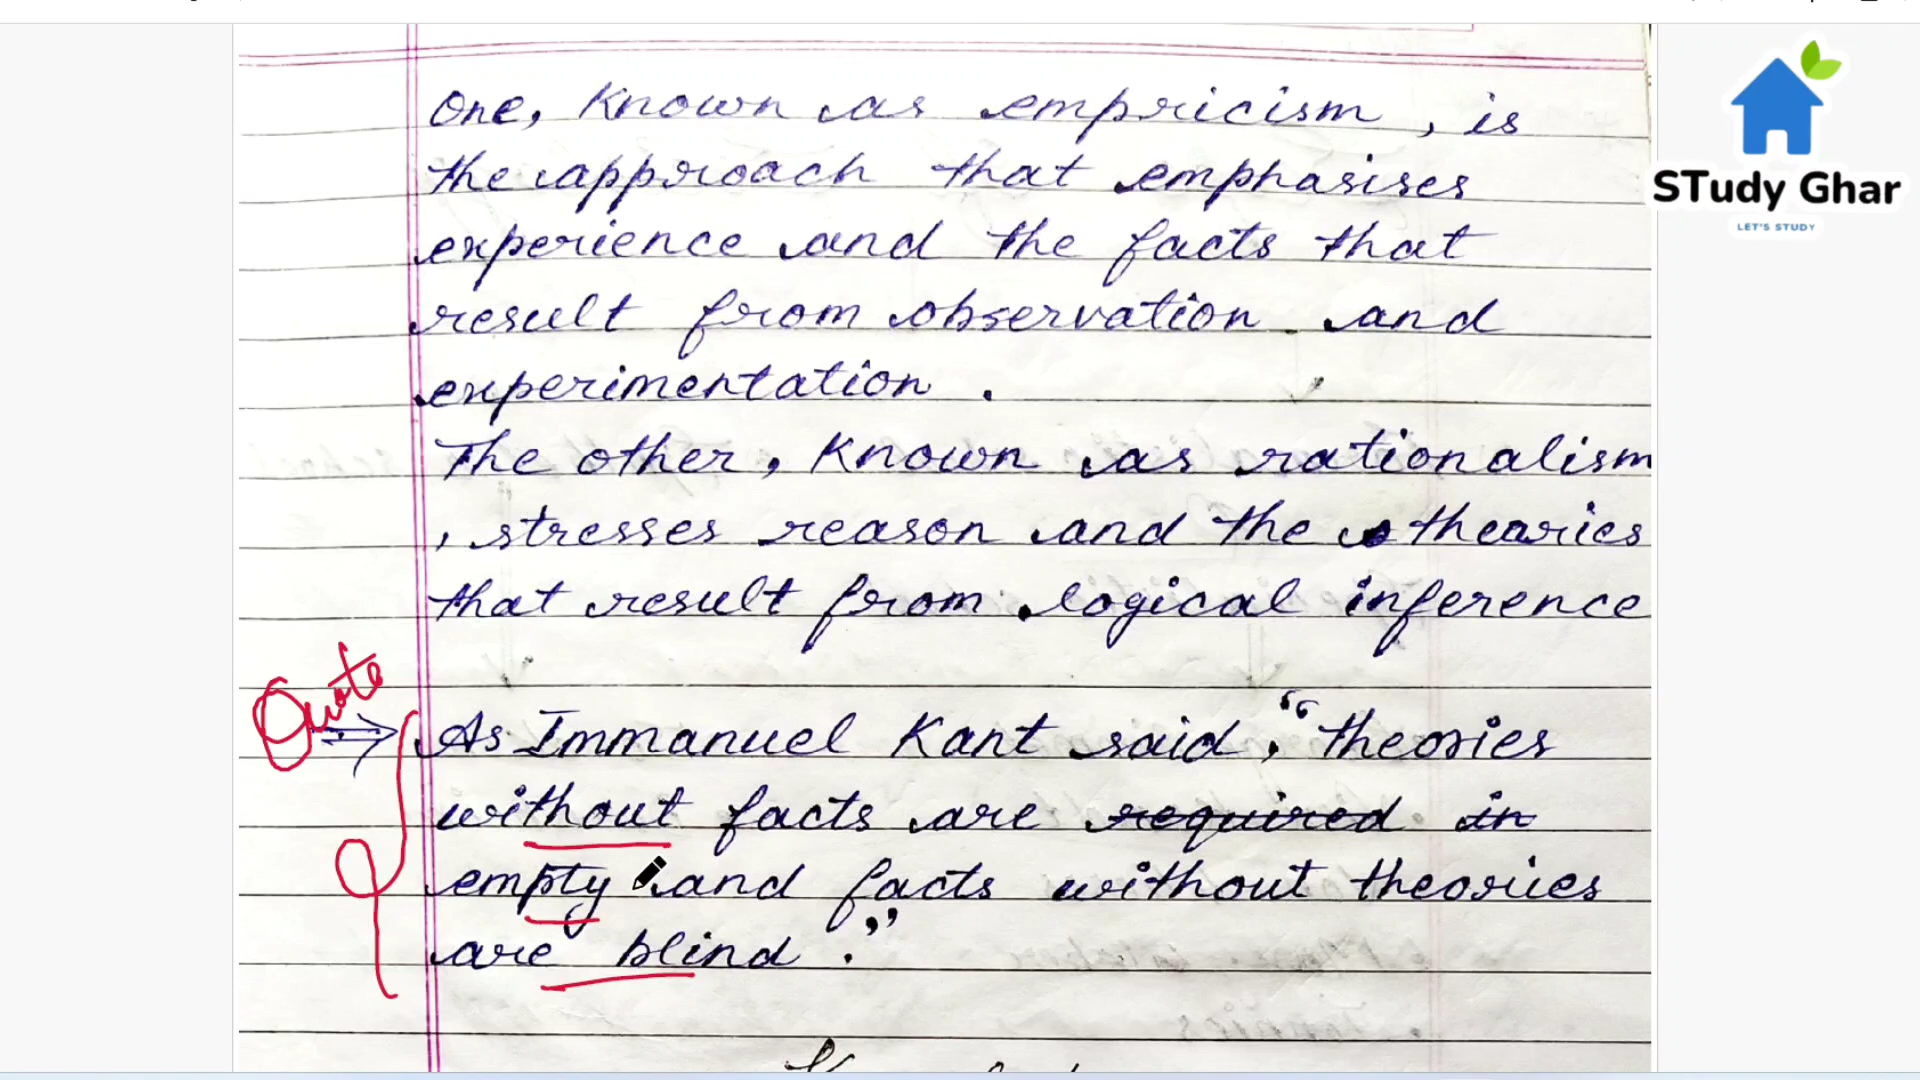 One, Known as empricism, is
the approach that emphasises
experience and the facts that
result from observation and
experimentation.
The other, Known as rationalism
, stresses reason and the thearies
that result from logical inference
Quote
As Immanuel Kant said, "theories
without facts are required in
empty and facts without theories
are blind."
STudy Ghar
LET'S STUDY